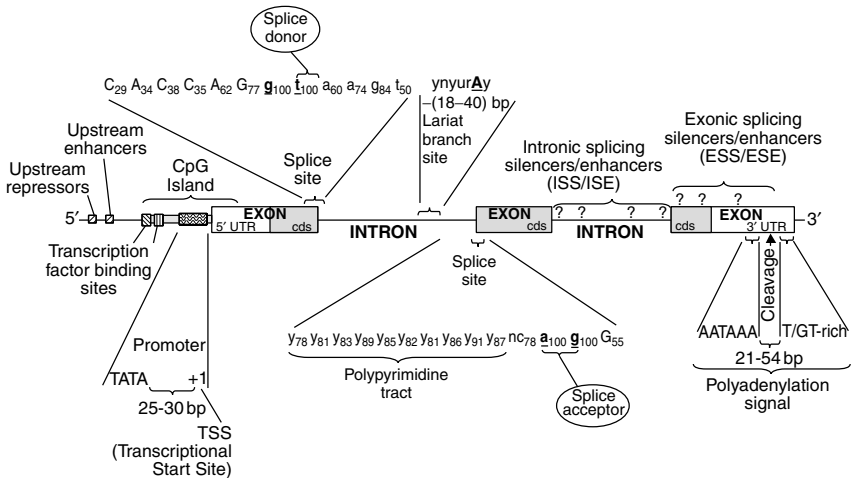 Splice
donor
C29 A34 C38 C35 A62 G77 g100 t100 a60 a74 g84 t50
ynyurAy
–(18–40) bp
Lariat
branch
site
Upstream
enhancers
Upstream
repressors
CpG
Island
Splice
site
Intronic splicing
silencers/enhancers
(ISS/ISE)
Exonic splicing
silencers/enhancers
(ESS/ESE)
? ? ? ? ? ? ?
5′ EXON EXON EXON 3′
5′ UTR cds INTRON cds INTRON cds 3′ UTR
Transcription
factor binding
sites
Splice
site
Cleavage
Promoter
TATA +1
25-30 bp
TSS
(Transcriptional
Start Site)
y78 y81 y83 y89 y85 y82 y81 y86 y91 y87 nc78 a100 g100 G55
Polypyrimidine
tract
Splice
acceptor
AATAAA T/GT-rich
21-54 bp
Polyadenylation
signal